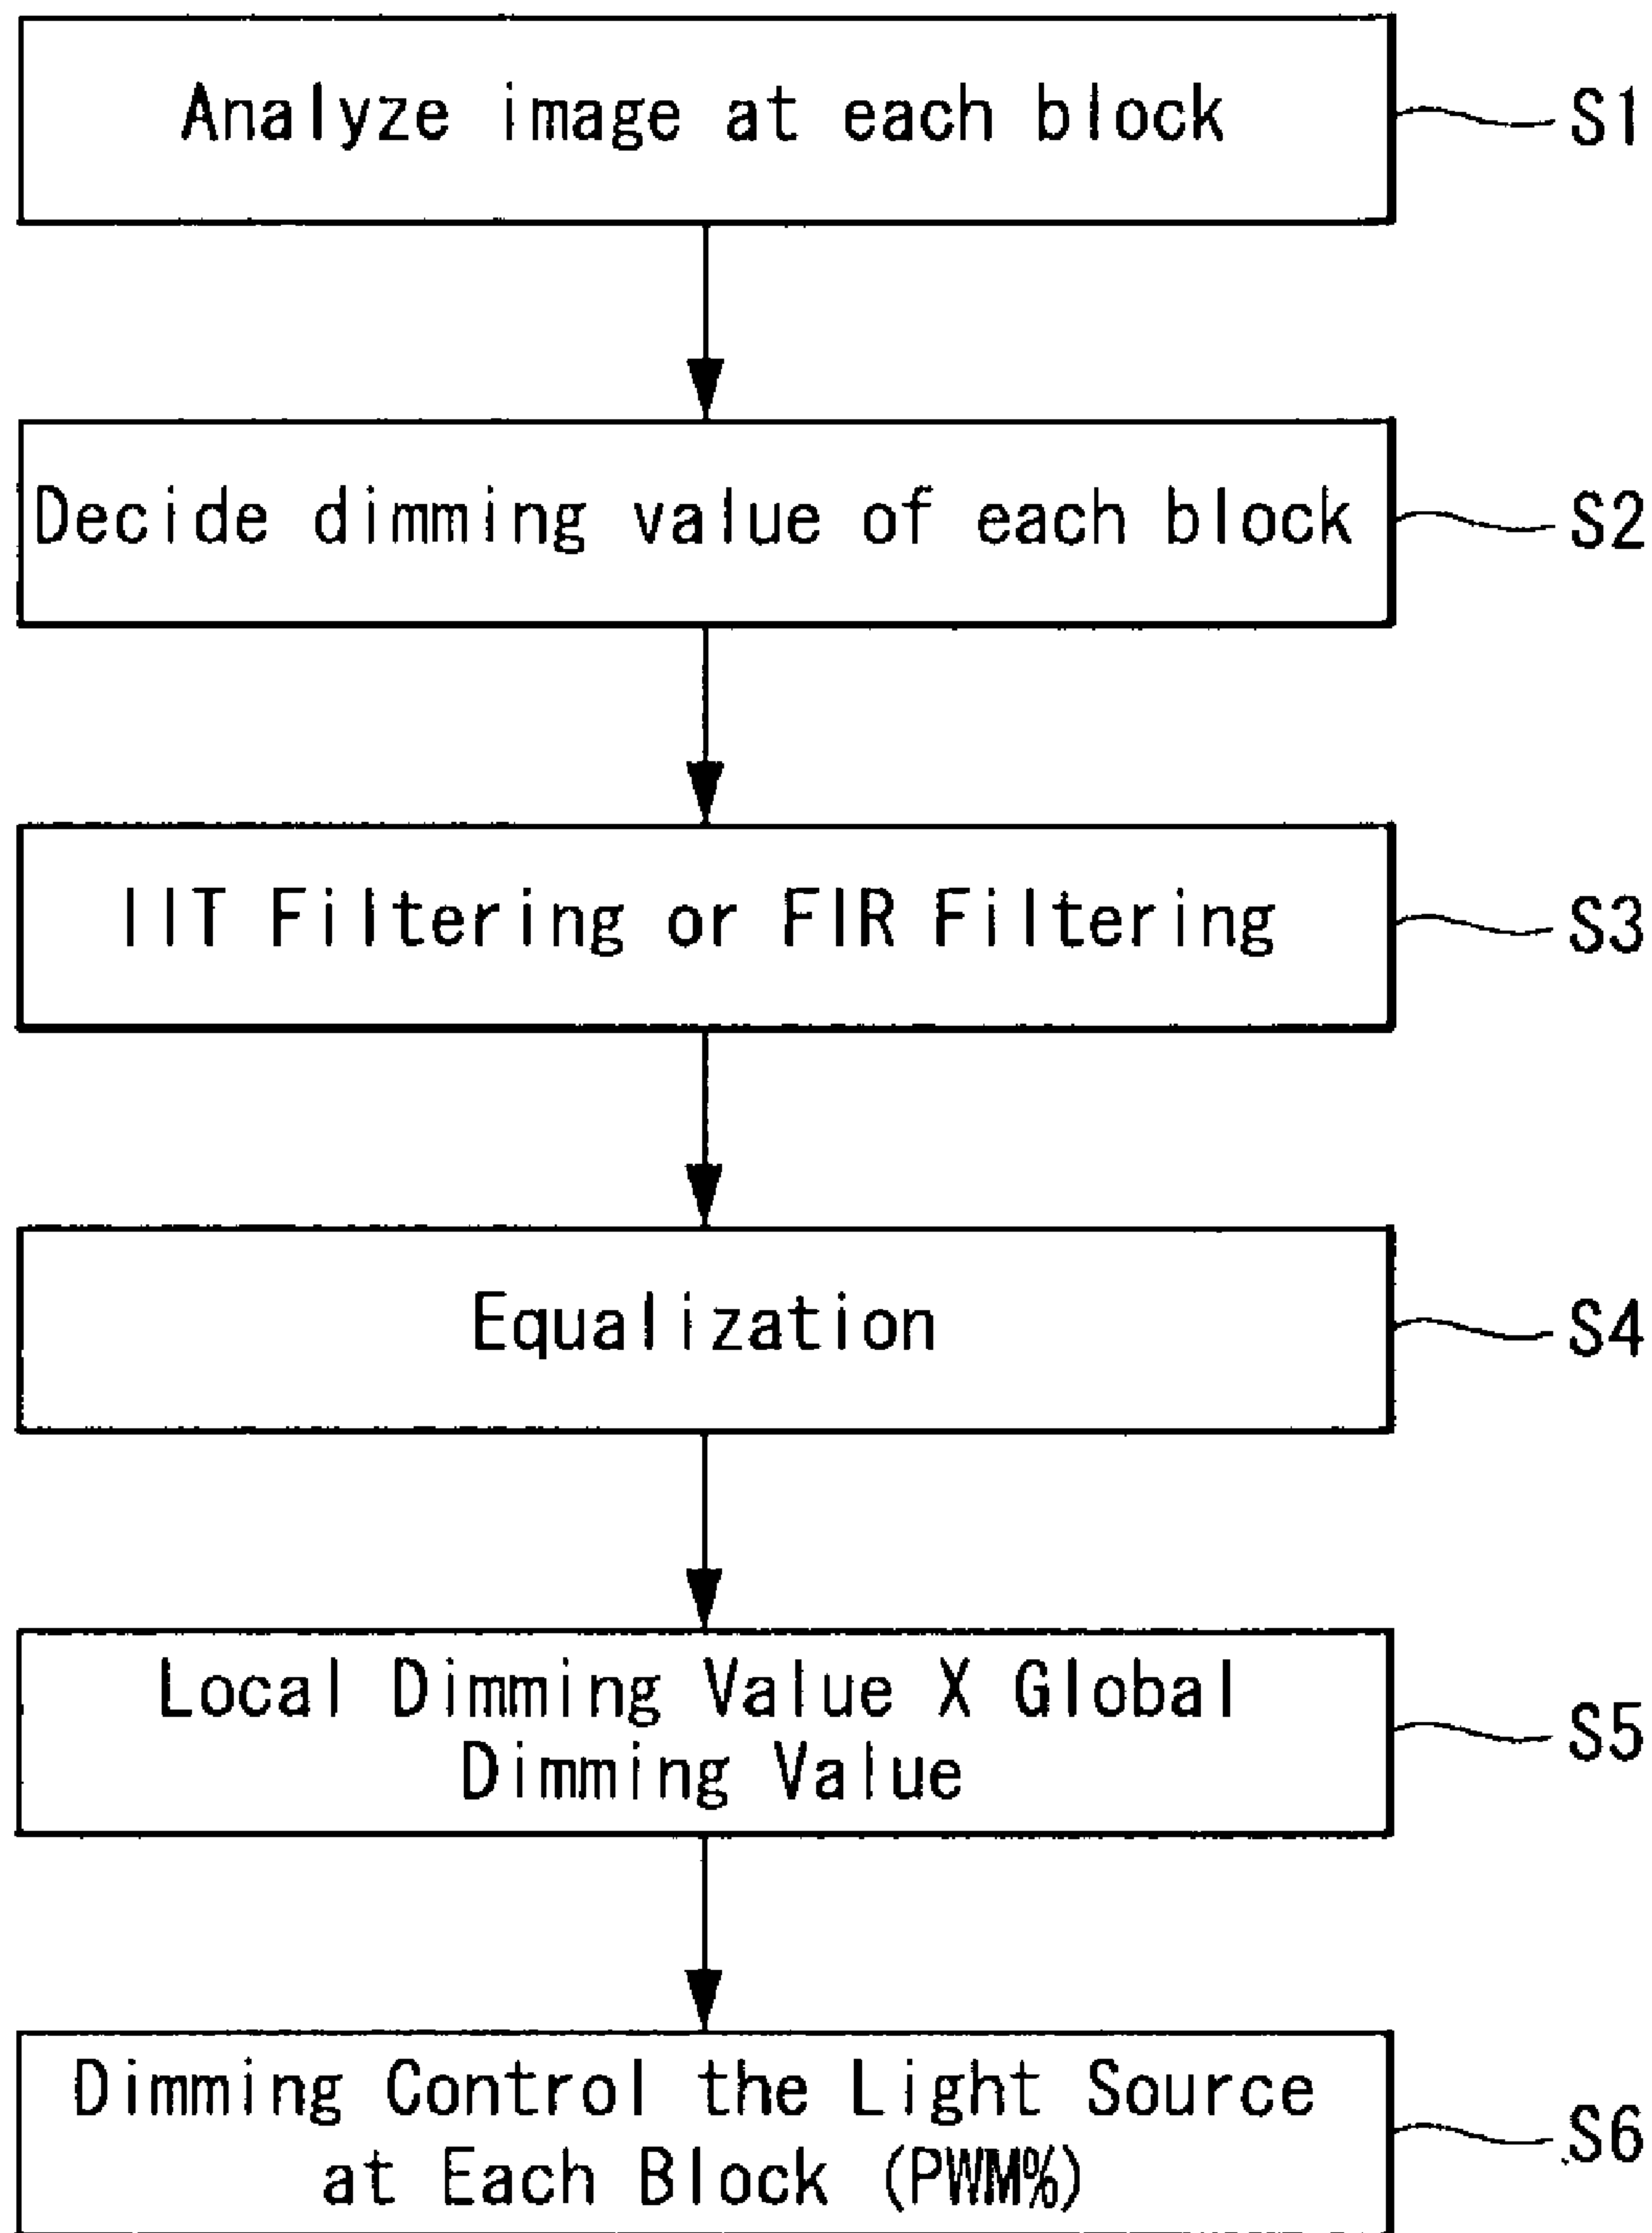 Analyze image at each block
S1
Decide dimming value of each block
S2
IIT Filtering or FIR Filtering
S3
Equalization
S4
Local Dimming Value X Global
Dimming Value
S5
Dimming Control the Light Source
at Each Block (PWM%)
S6